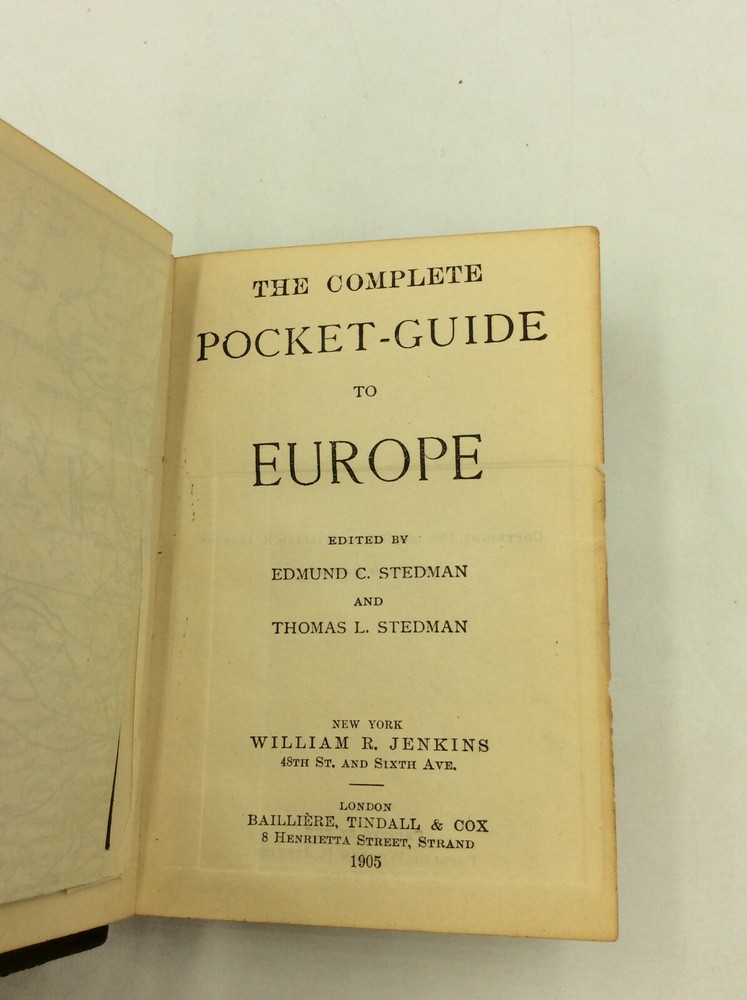 THE COMPLETE
POCKET-GUIDE
TO
EUROPE
EDITED BY
EDMUND C. STEDMAN
AND
THOMAS L. STEDMAN
NEW YORK
WILLIAM R. JENKINS
48TH ST. AND SIXTH AVE.
LONDON
BAILLIÈRE, TINDALL & COX
8 HENRIETTA STREET, STRAND
1905